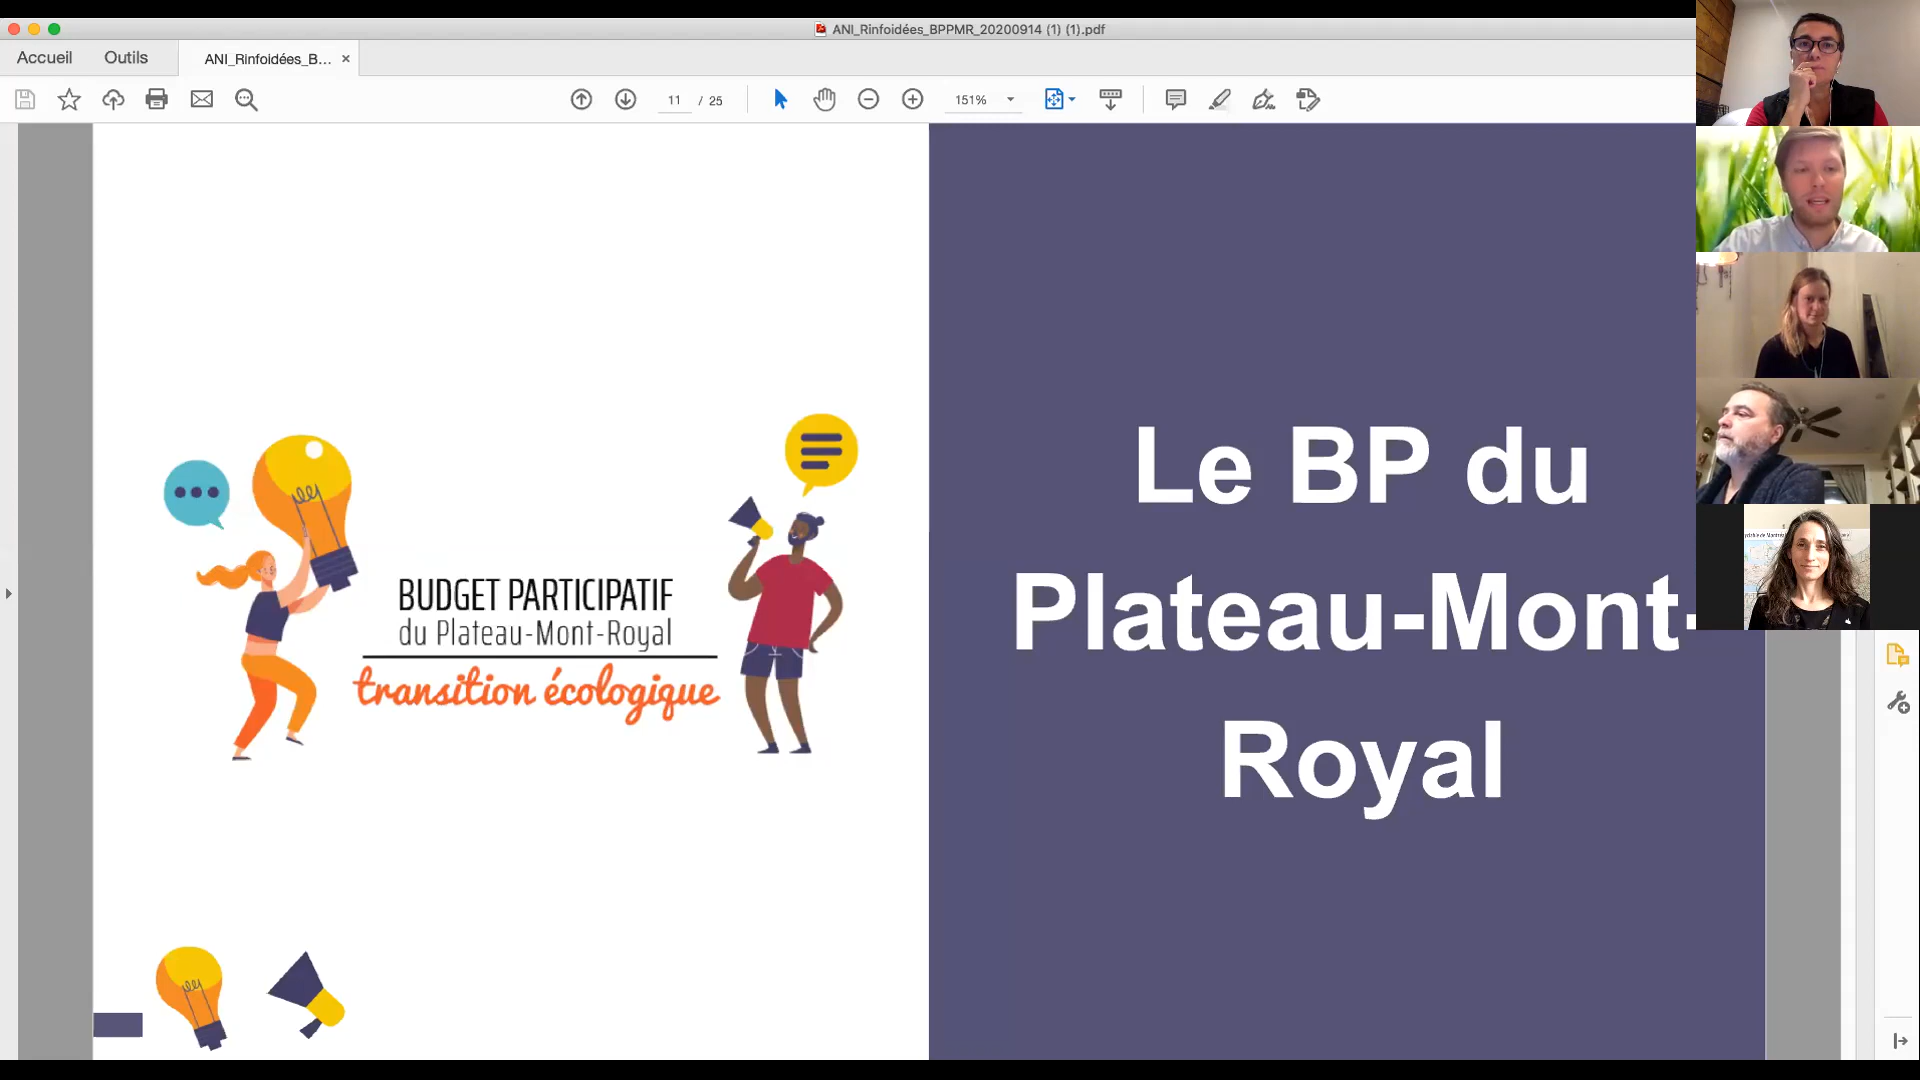 ANI_Rinfoidées_BPPMR_20200914 (1) (1).pdf
Accueil
Outils
ANI_Rinfoidées_B...
11 / 25
151%
BUDGET PARTICIPATIF
du Plateau-Mont-Royal
transition écologique
Le BP du
Plateau-Mont-
Royal